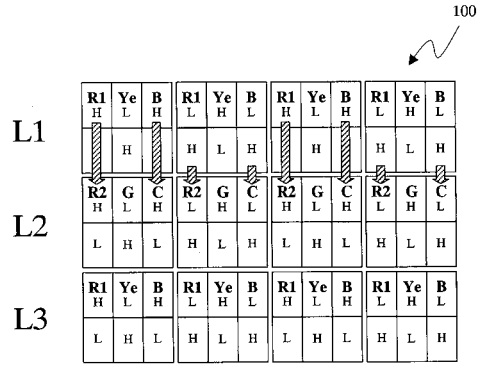 100
R1 Ye B R1 Ye B R1 Ye B R1 Ye B
H L H L H L H L H L H L
L1
H H L H H H L H
R2 G C R2 G C R2 G C R2 G C
H L H L H L H L H L H L
L2
L H L H L H L H L H L H
R1 Ye B R1 Ye B R1 Ye B R1 Ye B
H L H L H L H L H L H L
L3
L H L H L H L H L H L H